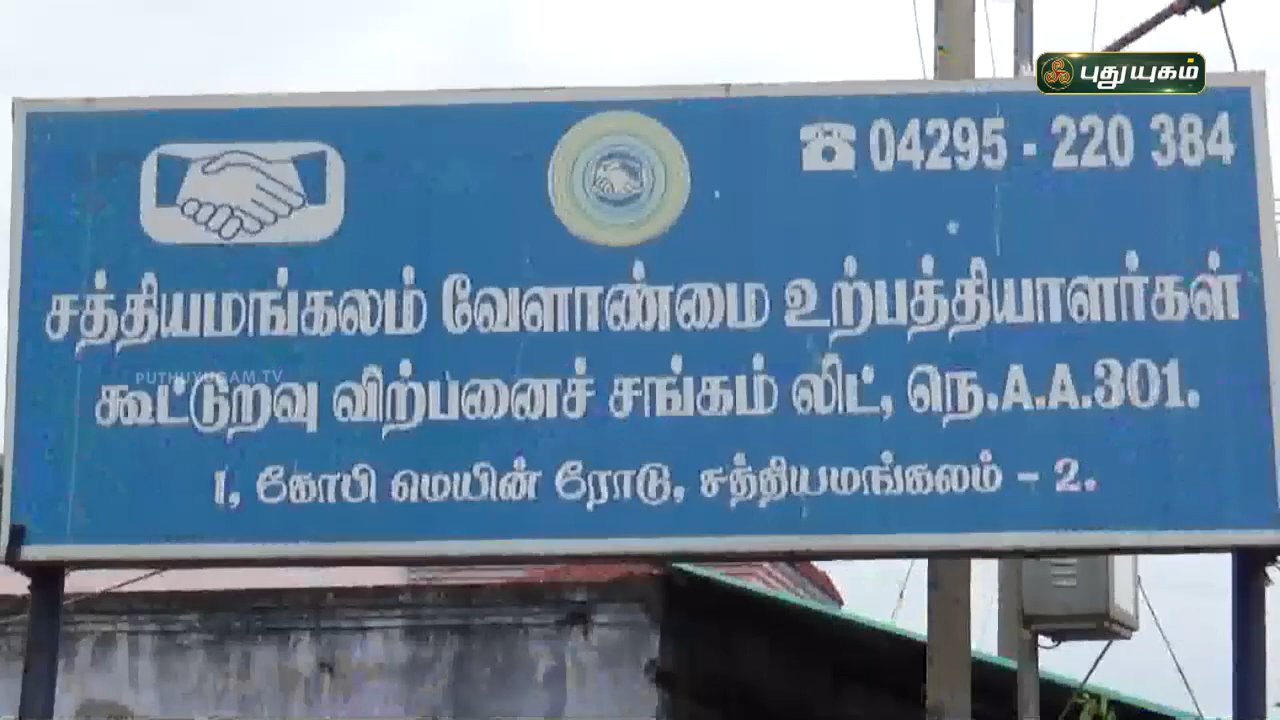 புதுயுகம்
04295 - 220 384
சத்தியமங்கலம் வேளாண்மை உற்பத்தியாளர்கள்
PUTHUYUGAM TV
கூட்டுறவு விற்பனைச் சங்கம் லிட், நெ.A.A.301.
1, கோபி மெயின் ரோடு, சத்தியமங்கலம் - 2.